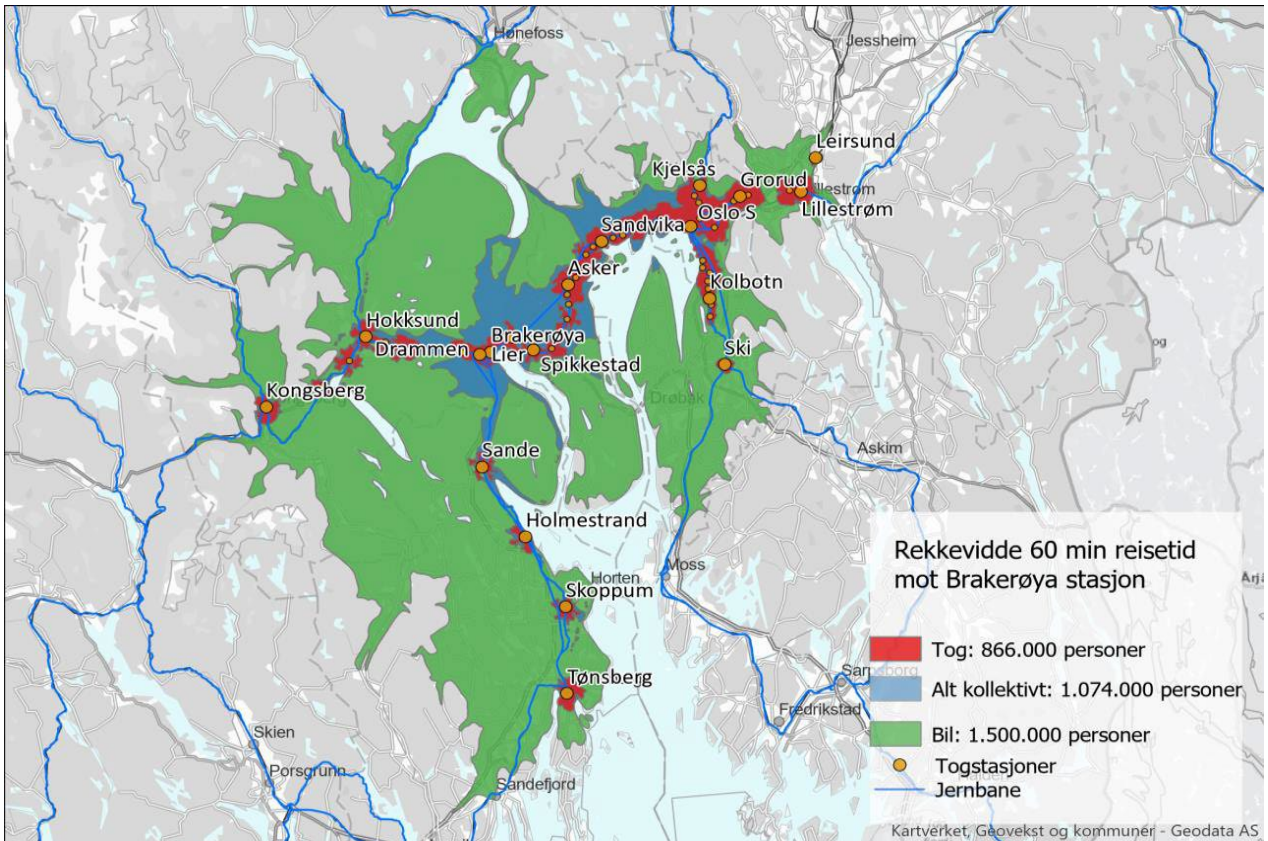 Hønefoss
Jessheim
Leirsund
Kjelsås
Grorud
Lillestrøm
Oslo S
Sandvika
Asker
Kolbotn
Hokksund
Brakerøya
Drammen
Lier
Spikkestad
Ski
Kongsberg
Drøbak
Sande
Askim
Holmestrand
Horten
Moss
Skoppum
Tønsberg
Fredrikstad
Skien
Porsgrunn
Sandefjord
Rekkevidde 60 min reisetid
mot Brakerøya stasjon
Tog: 866.000 personer
Alt kollektivt: 1.074.000 personer
Bil: 1.500.000 personer
Togstasjoner
Jernbane
Kartverket, Geovekst og kommuner - Geodata AS